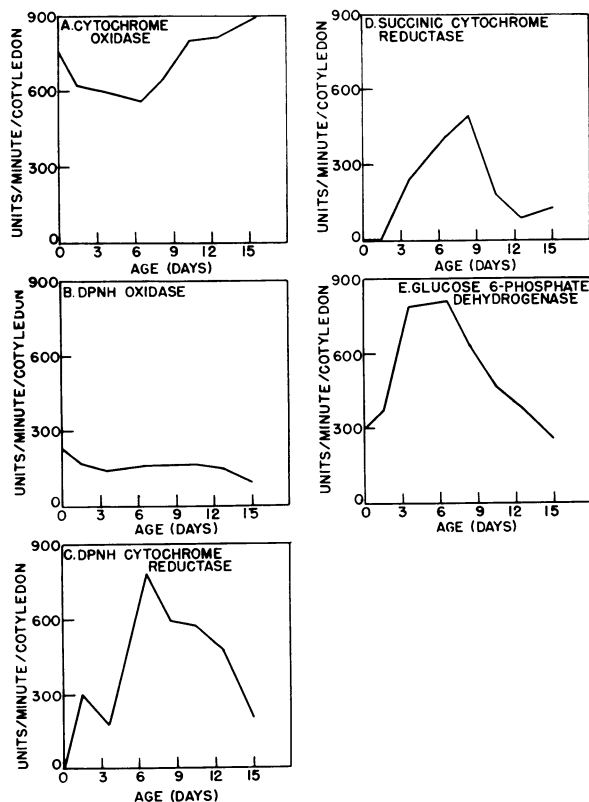 A. CYTOCHROME
OXIDASE
UNITS/MINUTE/COTYLEDON
900
600
300
0
0 3 6 9 12 15
AGE (DAYS)
B. DPNH OXIDASE
UNITS/MINUTE/COTYLEDON
900
600
300
0
0 3 6 9 12 15
AGE (DAYS)
C. DPNH CYTOCHROME
REDUCTASE
UNITS/MINUTE/COTYLEDON
900
600
300
0
0 3 6 9 12 15
AGE (DAYS)
D. SUCCINIC CYTOCHROME
REDUCTASE
UNITS/MINUTE/COTYLEDON
900
600
300
0
0 3 6 9 12 15
AGE (DAYS)
E. GLUCOSE 6-PHOSPHATE
DEHYDROGENASE
UNITS/MINUTE/COTYLEDON
900
600
300
0
0 3 6 9 12 15
AGE (DAYS)